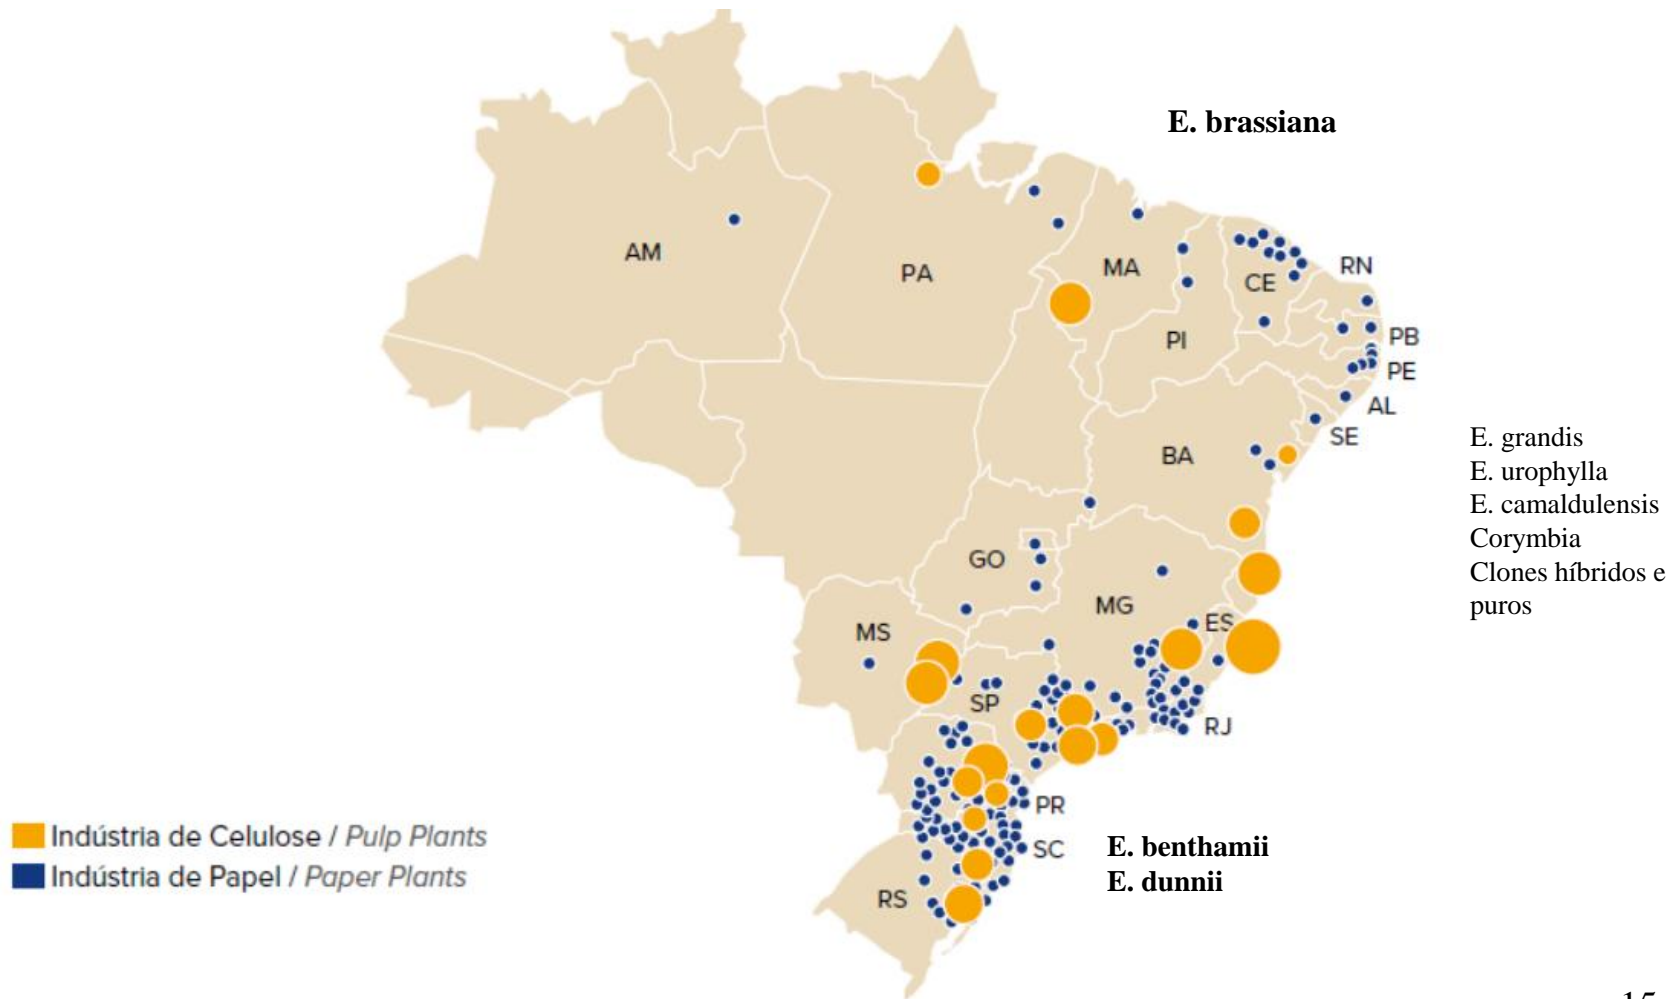 E. brassiana
AM
PA
MA
CE
RN
PI
PB
PE
AL
SE
BA
E. grandis
E. urophylla
E. camaldulensis
Corymbia
Clones híbridos e
puros
GO
MG
MS
ES
SP
RJ
PR
SC
RS
E. benthamii
E. dunnii
Indústria de Celulose / Pulp Plants
Indústria de Papel / Paper Plants